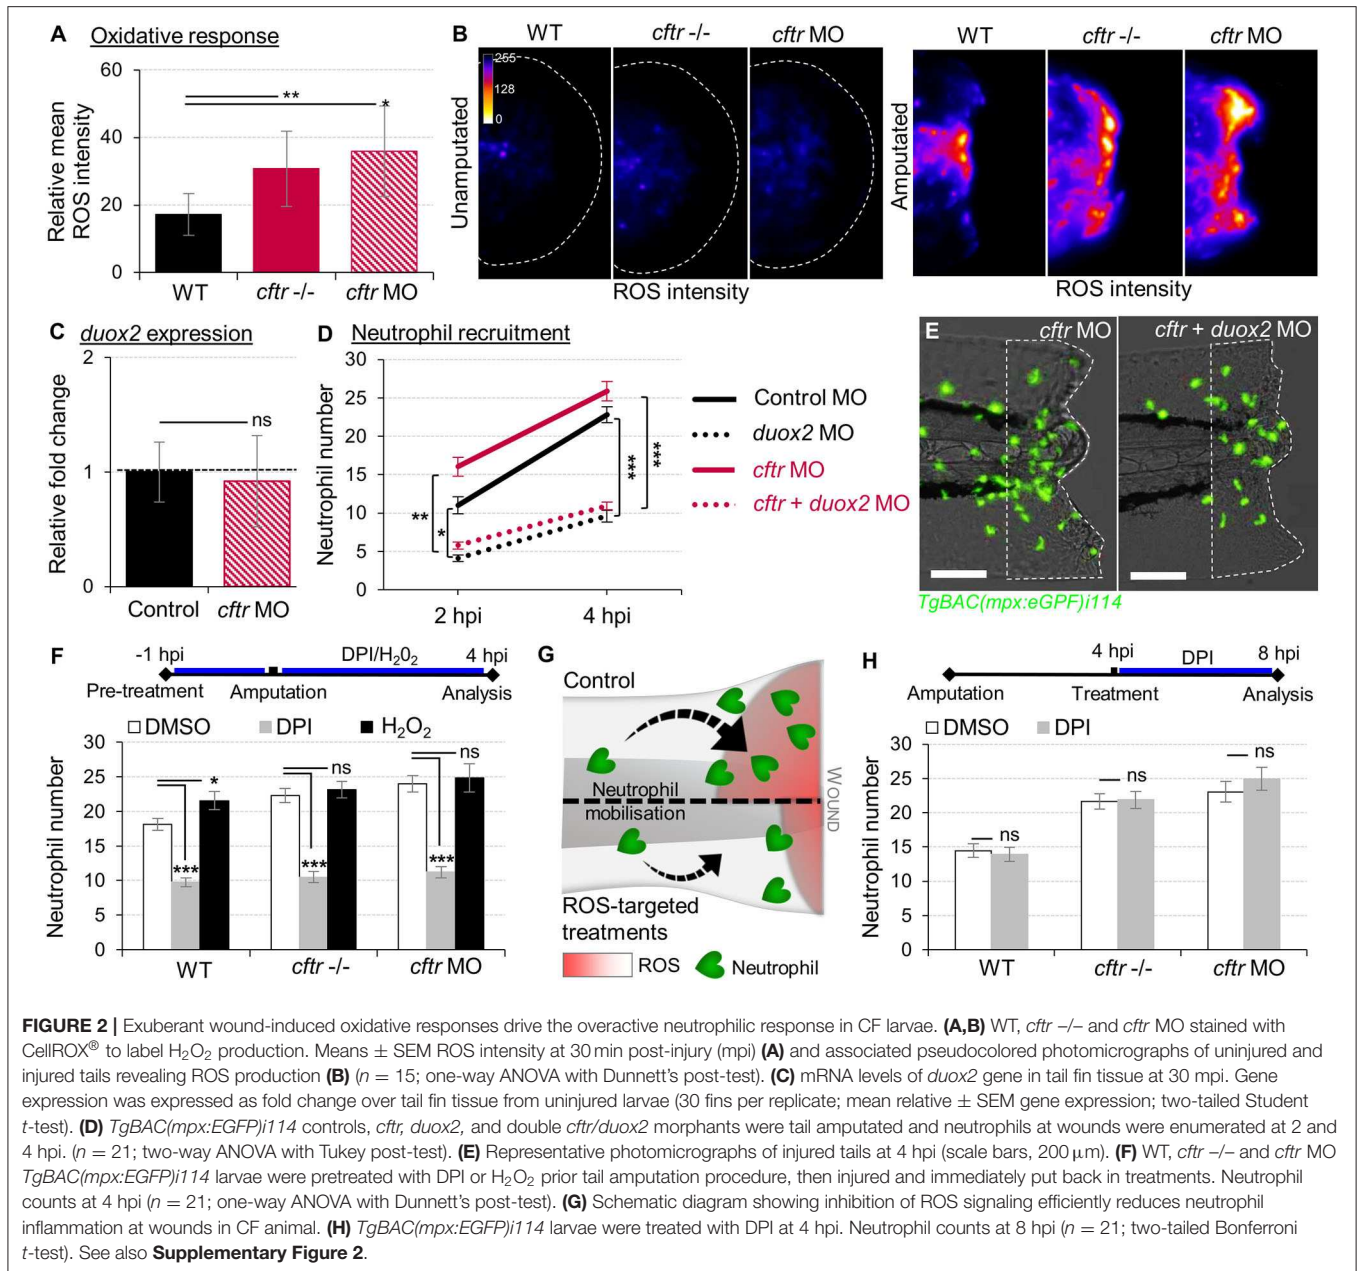 A Oxidative response
Relative mean
ROS intensity
60
40
20
0
**
*
WT
cftr -/-
cftr MO
B
WT
cftr -/-
cftr MO
255
128
0
Unamputated
ROS intensity
WT
cftr -/-
cftr MO
Amputated
ROS intensity
C duox2 expression
Relative fold change
2
1
0
ns
Control
cftr MO
D Neutrophil recruitment
Neutrophil number
30
25
20
15
10
5
0
**
*
***
***
2 hpi
4 hpi
Control MO
duox2 MO
cftr MO
cftr + duox2 MO
E
cftr MO
cftr + duox2 MO
TgBAC(mpx:eGPF)i114
F
-1 hpi
DPI/H₂0₂
4 hpi
Pre-treatment
Amputation
Analysis
DMSO
DPI
H₂O₂
Neutrophil number
30
25
20
15
10
5
0
*
***
ns
***
ns
***
WT
cftr -/-
cftr MO
G
Control
Neutrophil
mobilisation
WOUND
ROS-targeted
treatments
ROS
Neutrophil
H
4 hpi
DPI
8 hpi
Amputation
Treatment
Analysis
DMSO
DPI
Neutrophil number
30
25
20
15
10
5
0
ns
ns
ns
WT
cftr -/-
cftr MO
FIGURE 2 | Exuberant wound-induced oxidative responses drive the overactive neutrophilic response in CF larvae. (A,B) WT, cftr –/– and cftr MO stained with
CellROX® to label H₂O₂ production. Means ± SEM ROS intensity at 30 min post-injury (mpi) (A) and associated pseudocolored photomicrographs of uninjured and
injured tails revealing ROS production (B) (n = 15; one-way ANOVA with Dunnett's post-test). (C) mRNA levels of duox2 gene in tail fin tissue at 30 mpi. Gene
expression was expressed as fold change over tail fin tissue from uninjured larvae (30 fins per replicate; mean relative ± SEM gene expression; two-tailed Student
t-test). (D) TgBAC(mpx:EGFP)i114 controls, cftr, duox2, and double cftr/duox2 morphants were tail amputated and neutrophils at wounds were enumerated at 2 and
4 hpi. (n = 21; two-way ANOVA with Tukey post-test). (E) Representative photomicrographs of injured tails at 4 hpi (scale bars, 200 μm). (F) WT, cftr –/– and cftr MO
TgBAC(mpx:EGFP)i114 larvae were pretreated with DPI or H₂O₂ prior tail amputation procedure, then injured and immediately put back in treatments. Neutrophil
counts at 4 hpi (n = 21; one-way ANOVA with Dunnett's post-test). (G) Schematic diagram showing inhibition of ROS signaling efficiently reduces neutrophil
inflammation at wounds in CF animal. (H) TgBAC(mpx:EGFP)i114 larvae were treated with DPI at 4 hpi. Neutrophil counts at 8 hpi (n = 21; two-tailed Bonferroni
t-test). See also Supplementary Figure 2.